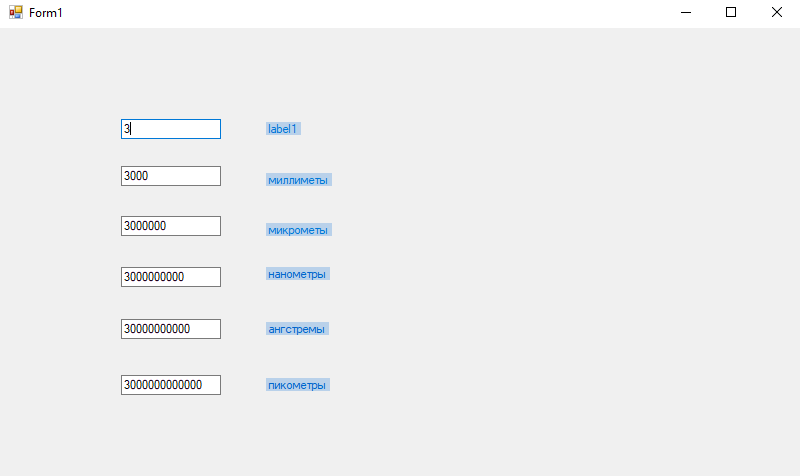 Form1
3 label1
3000 миллиметы
3000000 микрометы
3000000000 нанометры
30000000000 ангстремы
3000000000000 пикометры